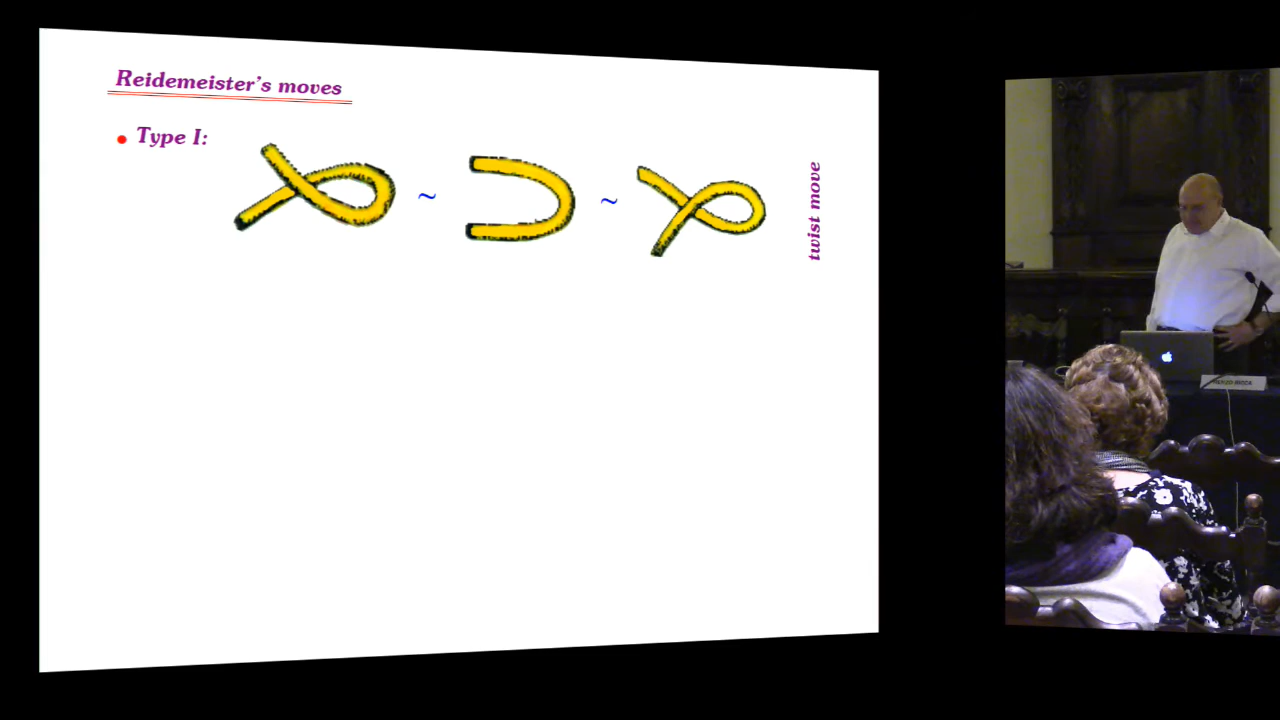 Reidemeister's moves
• Type I:
~ ~
twist move